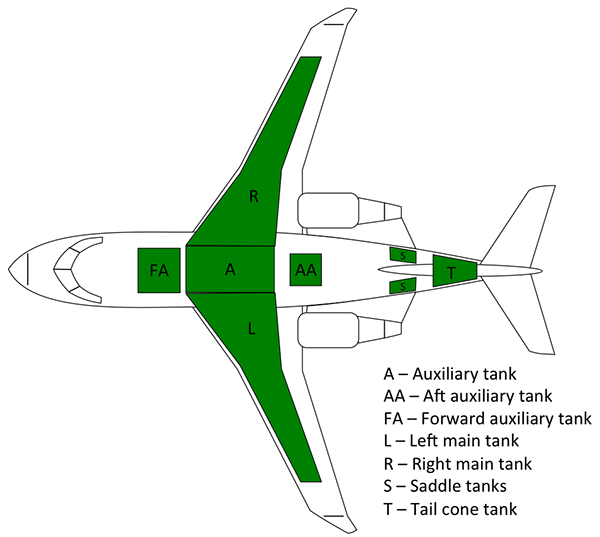 R
FA
A
AA
S
T
S
L
A – Auxiliary tank
AA – Aft auxiliary tank
FA – Forward auxiliary tank
L – Left main tank
R – Right main tank
S – Saddle tanks
T – Tail cone tank